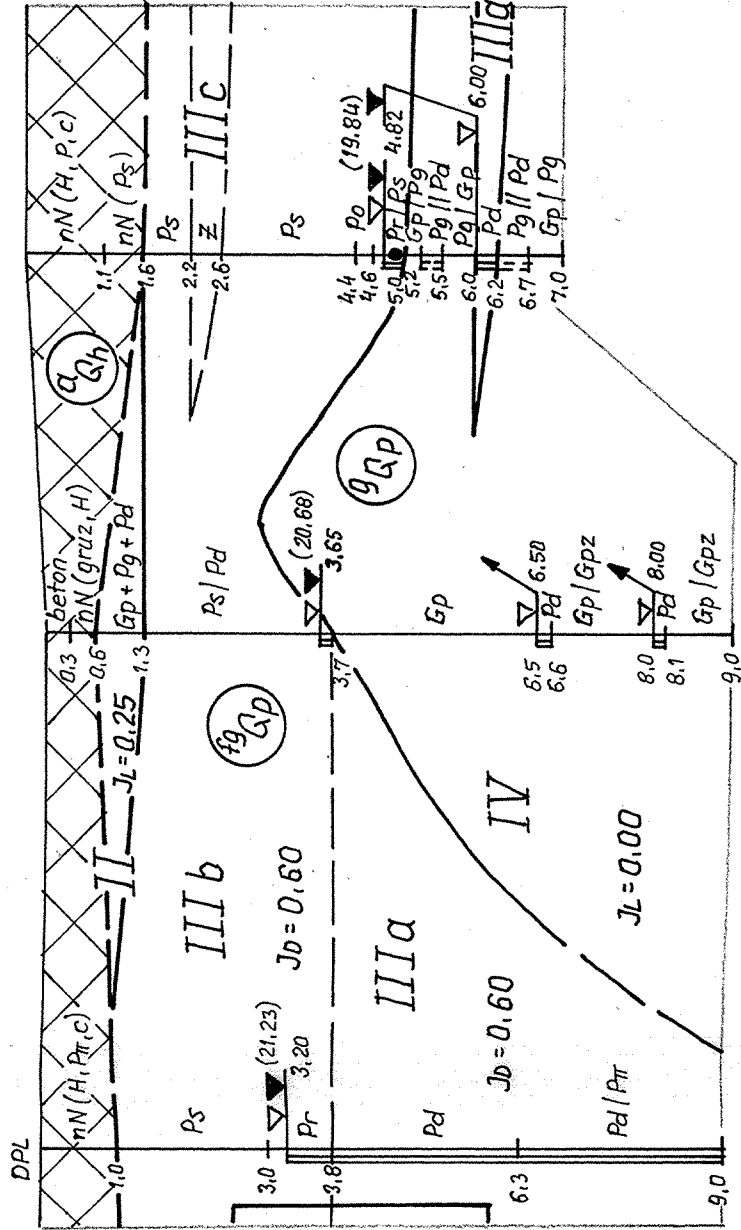 DPL
nN(H,Pπ,c)
1,0
Ps
3,0
(21,23)
3,20
Pr
3,8
Pd
6,3
Pd/Pπ
9,0
II
JL=0,25
IIIb
JD=0,60
IIIa
JD=0,60
IV
JL=0,00
fgQp
beton
0,3
nN(gruz,H)
0,6
Gp+Pg+Pd
1,3
Ps/Pd
(20,68)
3,65
3,7
Gp
6,5
6,50
Pd
6,6
Gp/Gpz
8,0
8,00
Pd
8,1
Gp/Gpz
9,0
aQh
gQp
nN(H,P,c)
1,1
nN(Ps)
1,6
Ps
2,2
z
2,6
IIIc
Ps
4,4
Po
4,6
(19,84)
4,82
Pr/Ps
5,0
Gp/Pg
5,2
Pg//Pd
5,5
Pg/Gp
6,0
6,00
Pd
6,2
Pg//Pd
6,7
Gp/Pg
7,0
IIIa